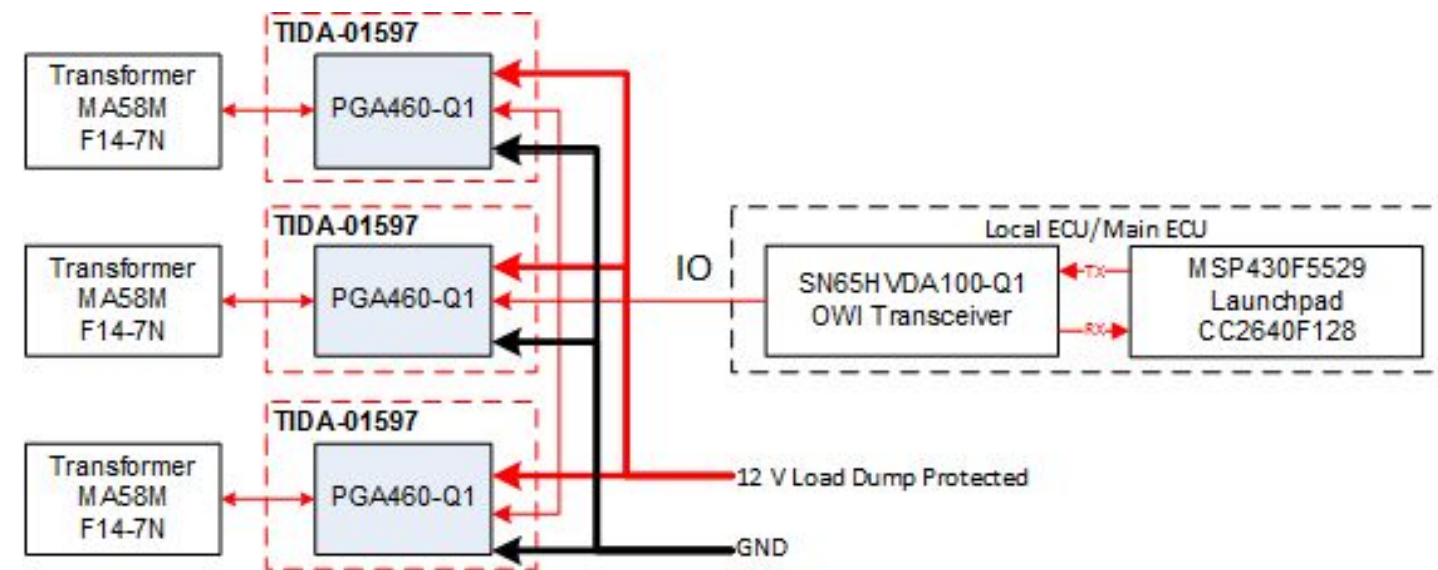 TIDA-01597
Transformer
MA58M
F14-7N
PGA460-Q1
TIDA-01597
Transformer
MA58M
F14-7N
PGA460-Q1
IO
Local ECU/Main ECU
SN65HVDA100-Q1
OWI Transceiver
TX
RX
MSP430F5529
Launchpad
CC2640F128
TIDA-01597
Transformer
MA58M
F14-7N
PGA460-Q1
12 V Load Dump Protected
GND